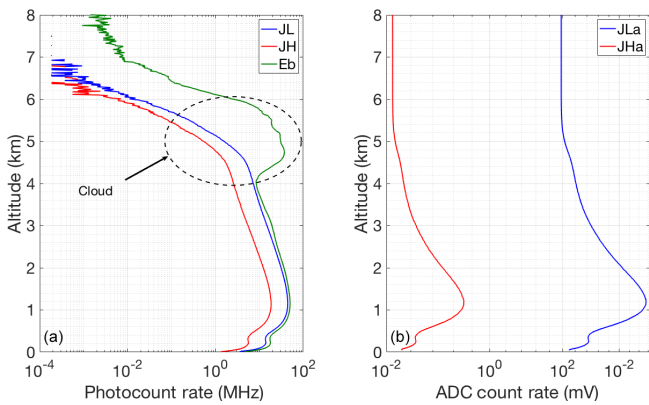 8
7
6
5
4
3
2
1
0
Altitude (km)
JL
JH
Eb
Cloud
(a)
10^-4
10^-2
10^0
10^2
Photocount rate (MHz)
8
7
6
5
4
3
2
1
0
Altitude (km)
JLa
JHa
(b)
10^-2
10^0
10^2
10^-2
ADC count rate (mV)